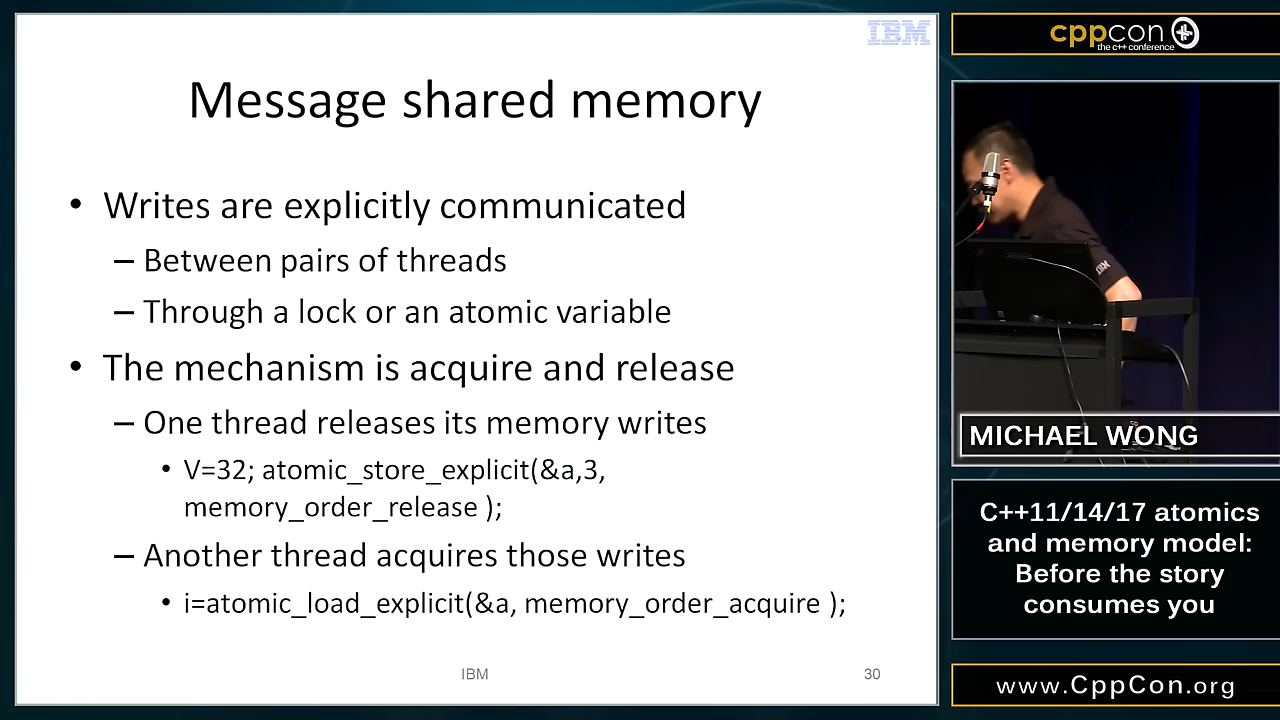 IBM
Message shared memory
• Writes are explicitly communicated
– Between pairs of threads
– Through a lock or an atomic variable
• The mechanism is acquire and release
– One thread releases its memory writes
• V=32; atomic_store_explicit(&a,3,
memory_order_release );
– Another thread acquires those writes
• i=atomic_load_explicit(&a, memory_order_acquire );
IBM
30
cppcon
the c++ conference
IBM
MICHAEL WONG
C++11/14/17 atomics
and memory model:
Before the story
consumes you
www.CppCon.org